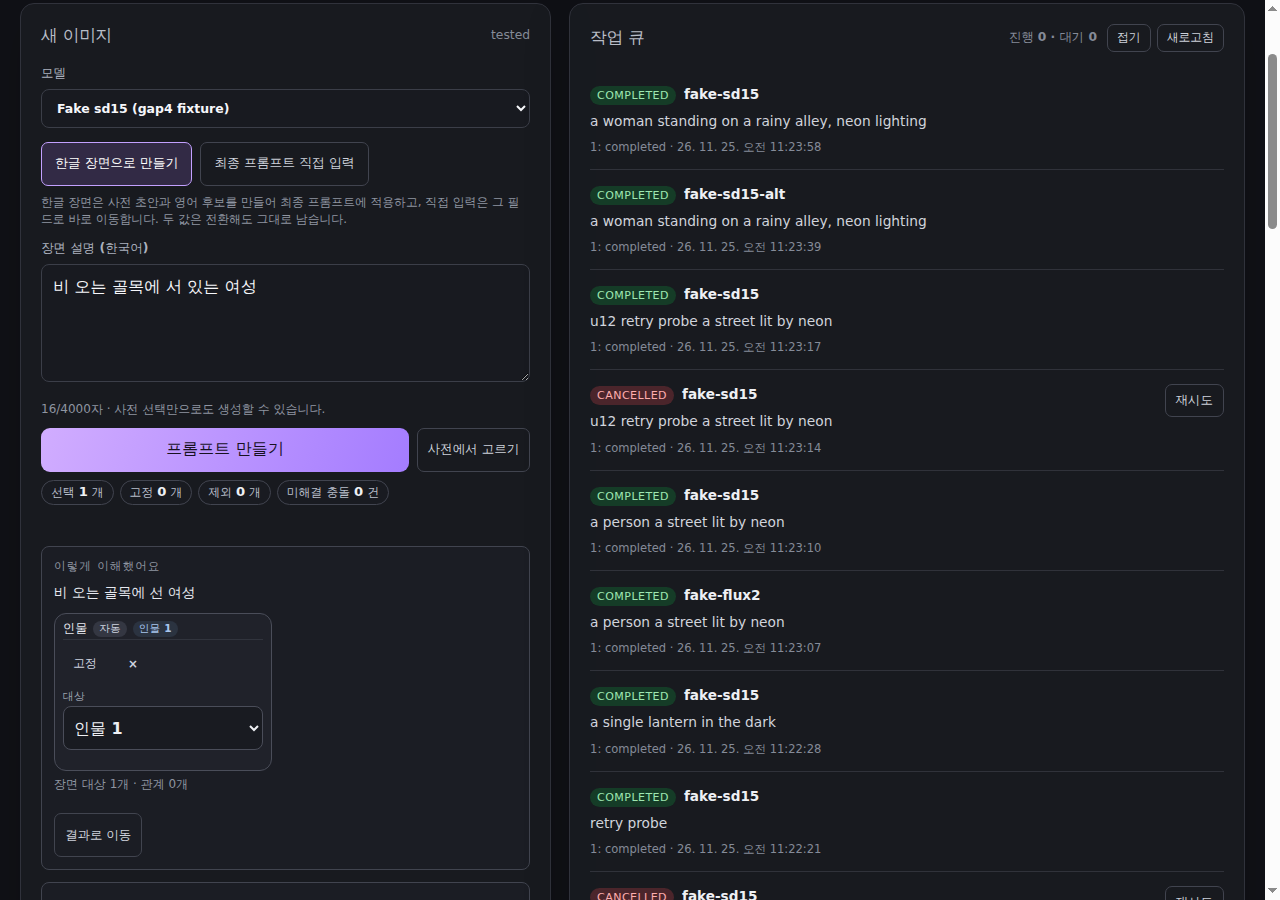 새 이미지
tested
모델
Fake sd15 (gap4 fixture)
한글 장면으로 만들기
최종 프롬프트 직접 입력
한글 장면은 사전 초안과 영어 후보를 만들어 최종 프롬프트에 적용하고, 직접 입력은 그 필
드로 바로 이동합니다. 두 값은 전환해도 그대로 남습니다.
장면 설명 (한국어)
비 오는 골목에 서 있는 여성
16/4000자 · 사전 선택만으로도 생성할 수 있습니다.
프롬프트 만들기
사전에서 고르기
선택 1 개
고정 0 개
제외 0 개
미해결 충돌 0 건
이렇게 이해했어요
비 오는 골목에 선 여성
인물 자동 인물 1
고정 ×
대상
인물 1
장면 대상 1개 · 관계 0개
결과로 이동
작업 큐
진행 0 · 대기 0
접기
새로고침
COMPLETED fake-sd15
a woman standing on a rainy alley, neon lighting
1: completed · 26. 11. 25. 오전 11:23:58
COMPLETED fake-sd15-alt
a woman standing on a rainy alley, neon lighting
1: completed · 26. 11. 25. 오전 11:23:39
COMPLETED fake-sd15
u12 retry probe a street lit by neon
1: completed · 26. 11. 25. 오전 11:23:17
CANCELLED fake-sd15
재시도
u12 retry probe a street lit by neon
1: completed · 26. 11. 25. 오전 11:23:14
COMPLETED fake-sd15
a person a street lit by neon
1: completed · 26. 11. 25. 오전 11:23:10
COMPLETED fake-flux2
a person a street lit by neon
1: completed · 26. 11. 25. 오전 11:23:07
COMPLETED fake-sd15
a single lantern in the dark
1: completed · 26. 11. 25. 오전 11:22:28
COMPLETED fake-sd15
retry probe
1: completed · 26. 11. 25. 오전 11:22:21
CANCELLED fake-sd15
재시도